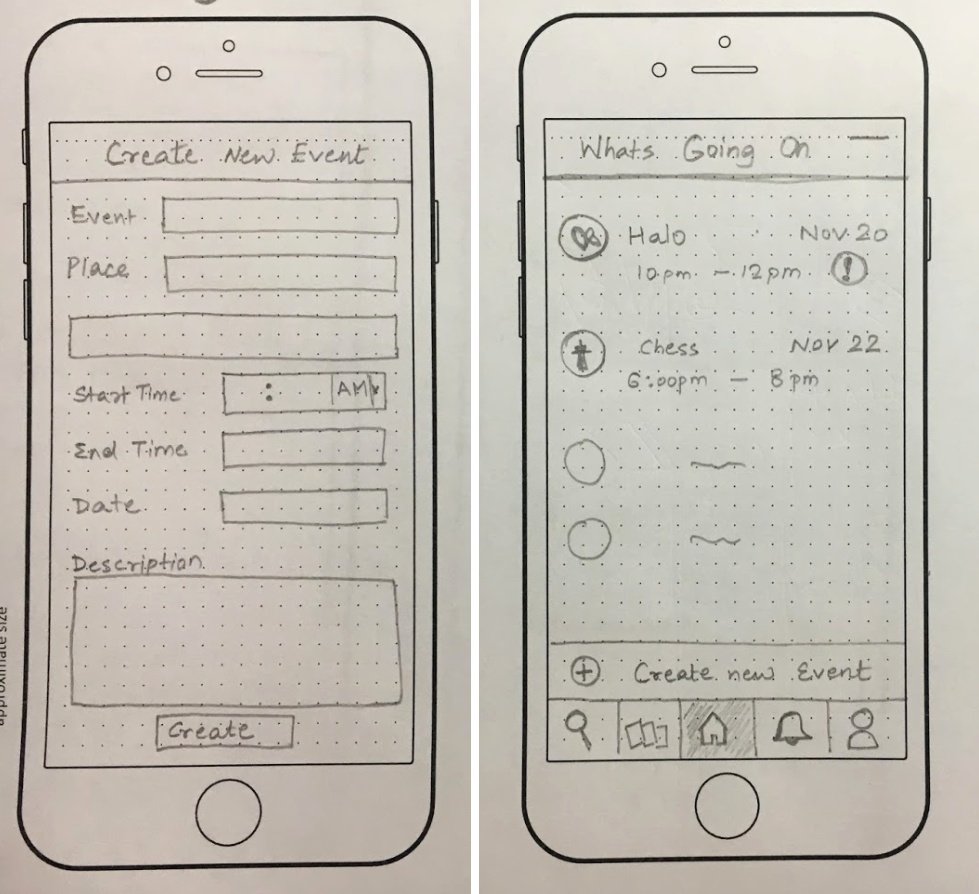 Create New Event
Event
Place
Start Time : AM
End Time
Date
Description
Create
approximate size
Whats Going On
Halo Nov 20
10pm - 12pm !
Chess Nov 22
6:00pm - 8pm
Create new Event